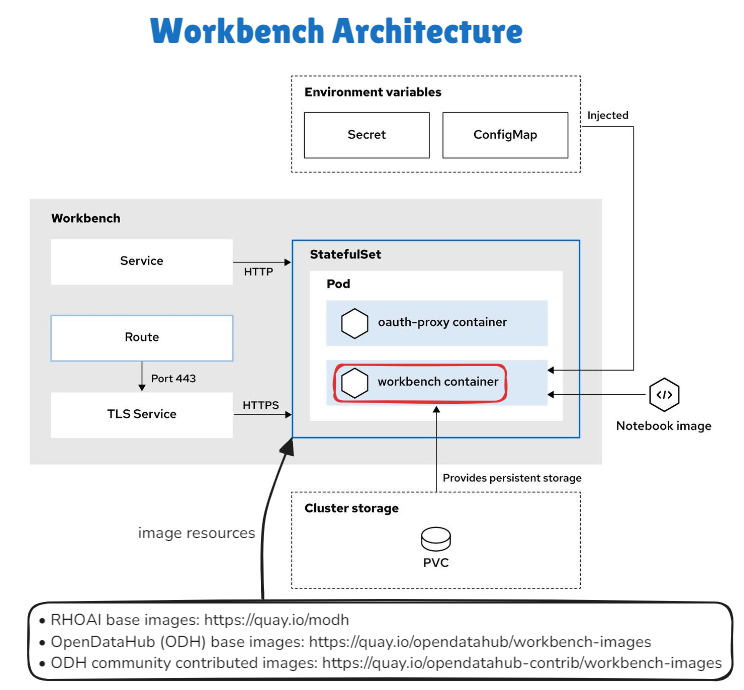 Workbench Architecture
Environment variables
Secret
ConfigMap
Injected
Workbench
Service
HTTP
StatefulSet
Pod
oauth-proxy container
Route
Port 443
workbench container
TLS Service
HTTPS
</>
Notebook image
Provides persistent storage
Cluster storage
PVC
image resources
• RHOAI base images: https://quay.io/modh
• OpenDataHub (ODH) base images: https://quay.io/opendatahub/workbench-images
• ODH community contributed images: https://quay.io/opendatahub-contrib/workbench-images